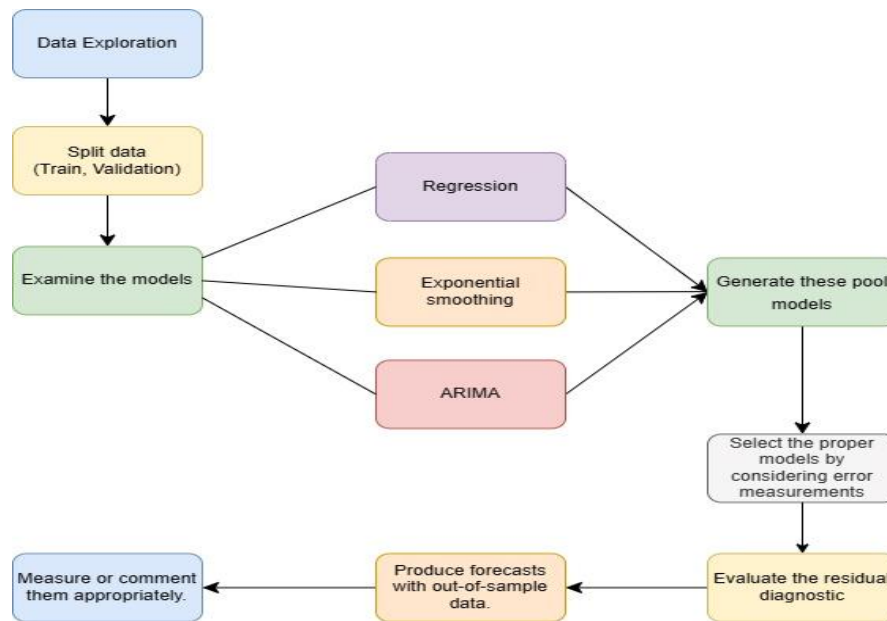 Data Exploration
Split data
(Train, Validation)
Examine the models
Regression
Exponential
smoothing
ARIMA
Generate these pool
models
Select the proper
models by
considering error
measurements
Evaluate the residual
diagnostic
Produce forecasts
with out-of-sample
data.
Measure or comment
them appropriately.